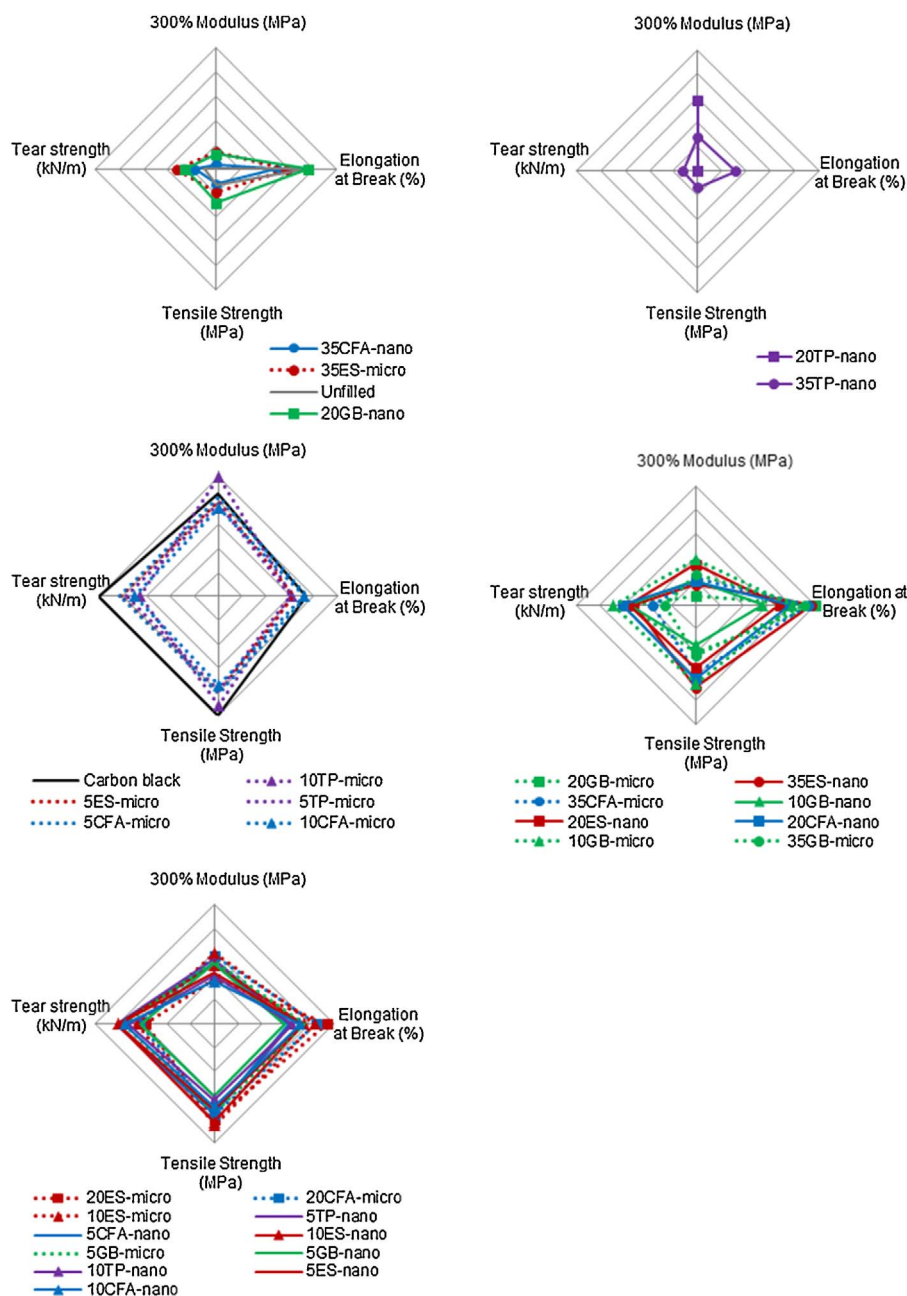 300% Modulus (MPa)
Tear strength
(kN/m)
Elongation
at Break (%)
Tensile Strength
(MPa)
35CFA-nano
35ES-micro
Unfilled
20GB-nano
300% Modulus (MPa)
Tear strength
(kN/m)
Elongation
at Break (%)
Tensile Strength
(MPa)
20TP-nano
35TP-nano
300% Modulus (MPa)
Tear strength
(kN/m)
Elongation
at Break (%)
Tensile Strength
(MPa)
Carbon black
10TP-micro
5ES-micro
5TP-micro
5CFA-micro
10CFA-micro
300% Modulus (MPa)
Tear strength
(kN/m)
Elongation at
Break (%)
Tensile Strength
(MPa)
20GB-micro
35ES-nano
35CFA-micro
10GB-nano
20ES-nano
20CFA-nano
10GB-micro
35GB-micro
300% Modulus (MPa)
Tear strength
(kN/m)
Elongation
at Break (%)
Tensile Strength
(MPa)
20ES-micro
20CFA-micro
10ES-micro
5TP-nano
5CFA-nano
10ES-nano
5GB-micro
5GB-nano
10TP-nano
5ES-nano
10CFA-nano